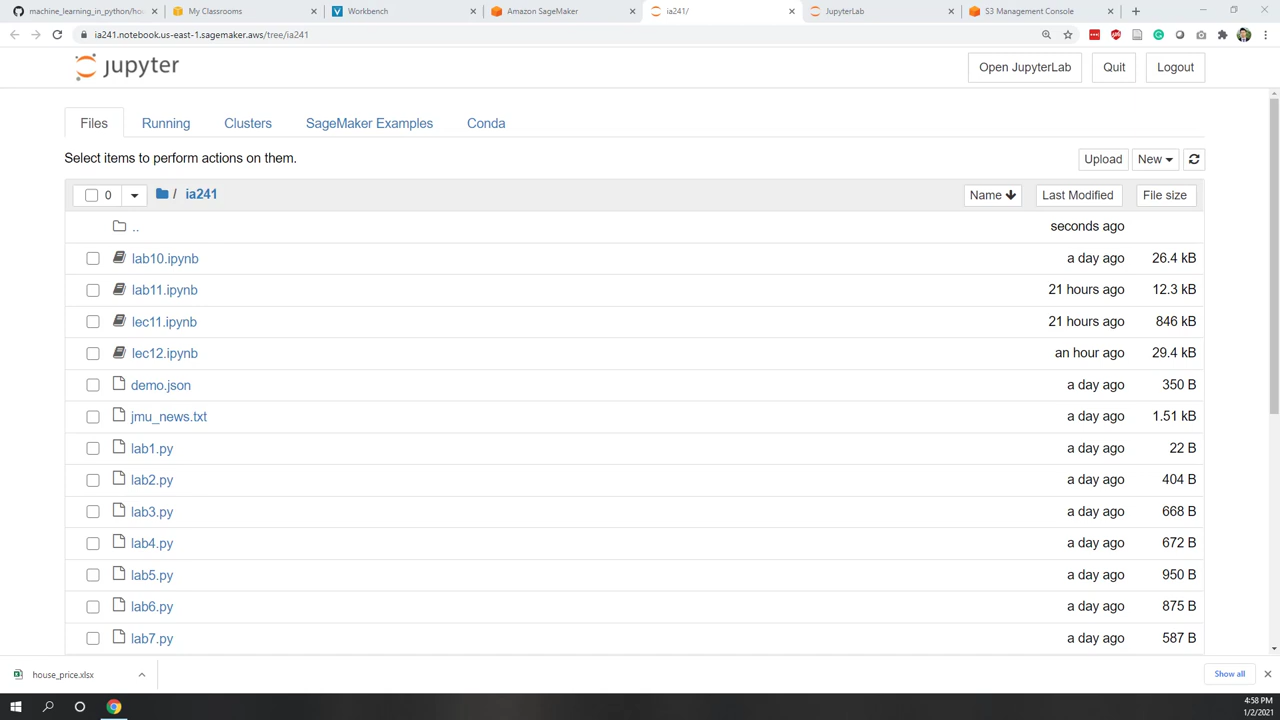 machine_learning_in_python/hou
My Classrooms
Workbench
Amazon SageMaker
ia241/
JupyterLab
S3 Management Console
ia241.notebook.us-east-1.sagemaker.aws/tree/ia241
jupyter
Open JupyterLab
Quit
Logout
Files
Running
Clusters
SageMaker Examples
Conda
Select items to perform actions on them.
Upload
New
0
/ ia241
Name
Last Modified
File size
.. seconds ago
lab10.ipynb a day ago 26.4 kB
lab11.ipynb 21 hours ago 12.3 kB
lec11.ipynb 21 hours ago 846 kB
lec12.ipynb an hour ago 29.4 kB
demo.json a day ago 350 B
jmu_news.txt a day ago 1.51 kB
lab1.py a day ago 22 B
lab2.py a day ago 404 B
lab3.py a day ago 668 B
lab4.py a day ago 672 B
lab5.py a day ago 950 B
lab6.py a day ago 875 B
lab7.py a day ago 587 B
house_price.xlsx
Show all
4:58 PM
1/2/2021